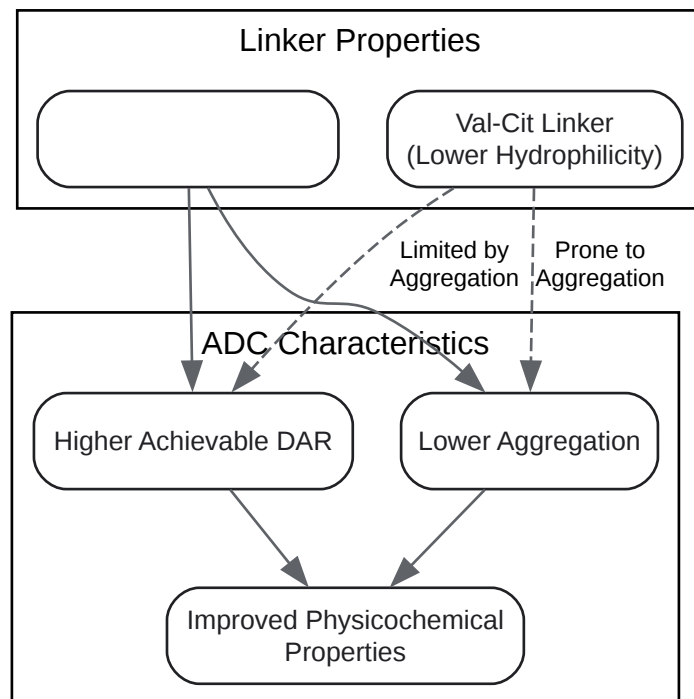 Linker Properties
Val-Cit Linker
(Lower Hydrophilicity)
Limited by
Aggregation
Prone to
Aggregation
ADC Characteristics
Higher Achievable DAR
Lower Aggregation
Improved Physicochemical
Properties